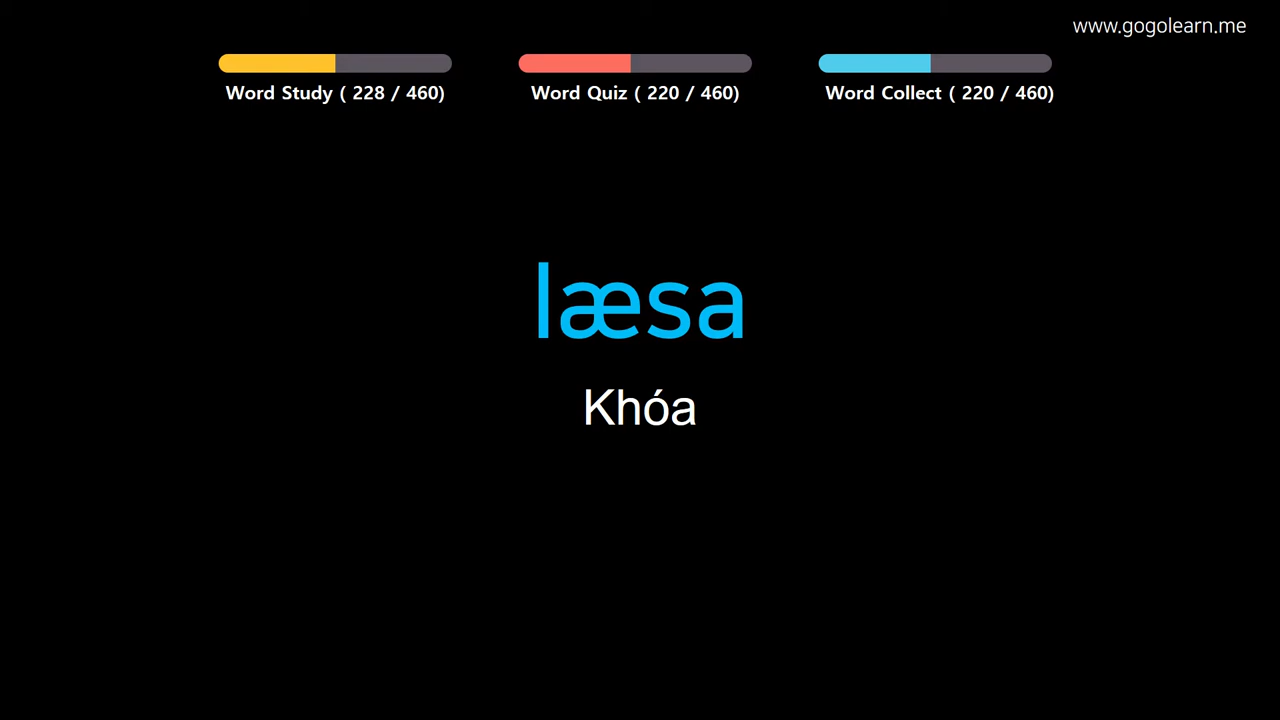 www.gogolearn.me
Word Study ( 228 / 460)
Word Quiz ( 220 / 460)
Word Collect ( 220 / 460)
læsa
Khóa